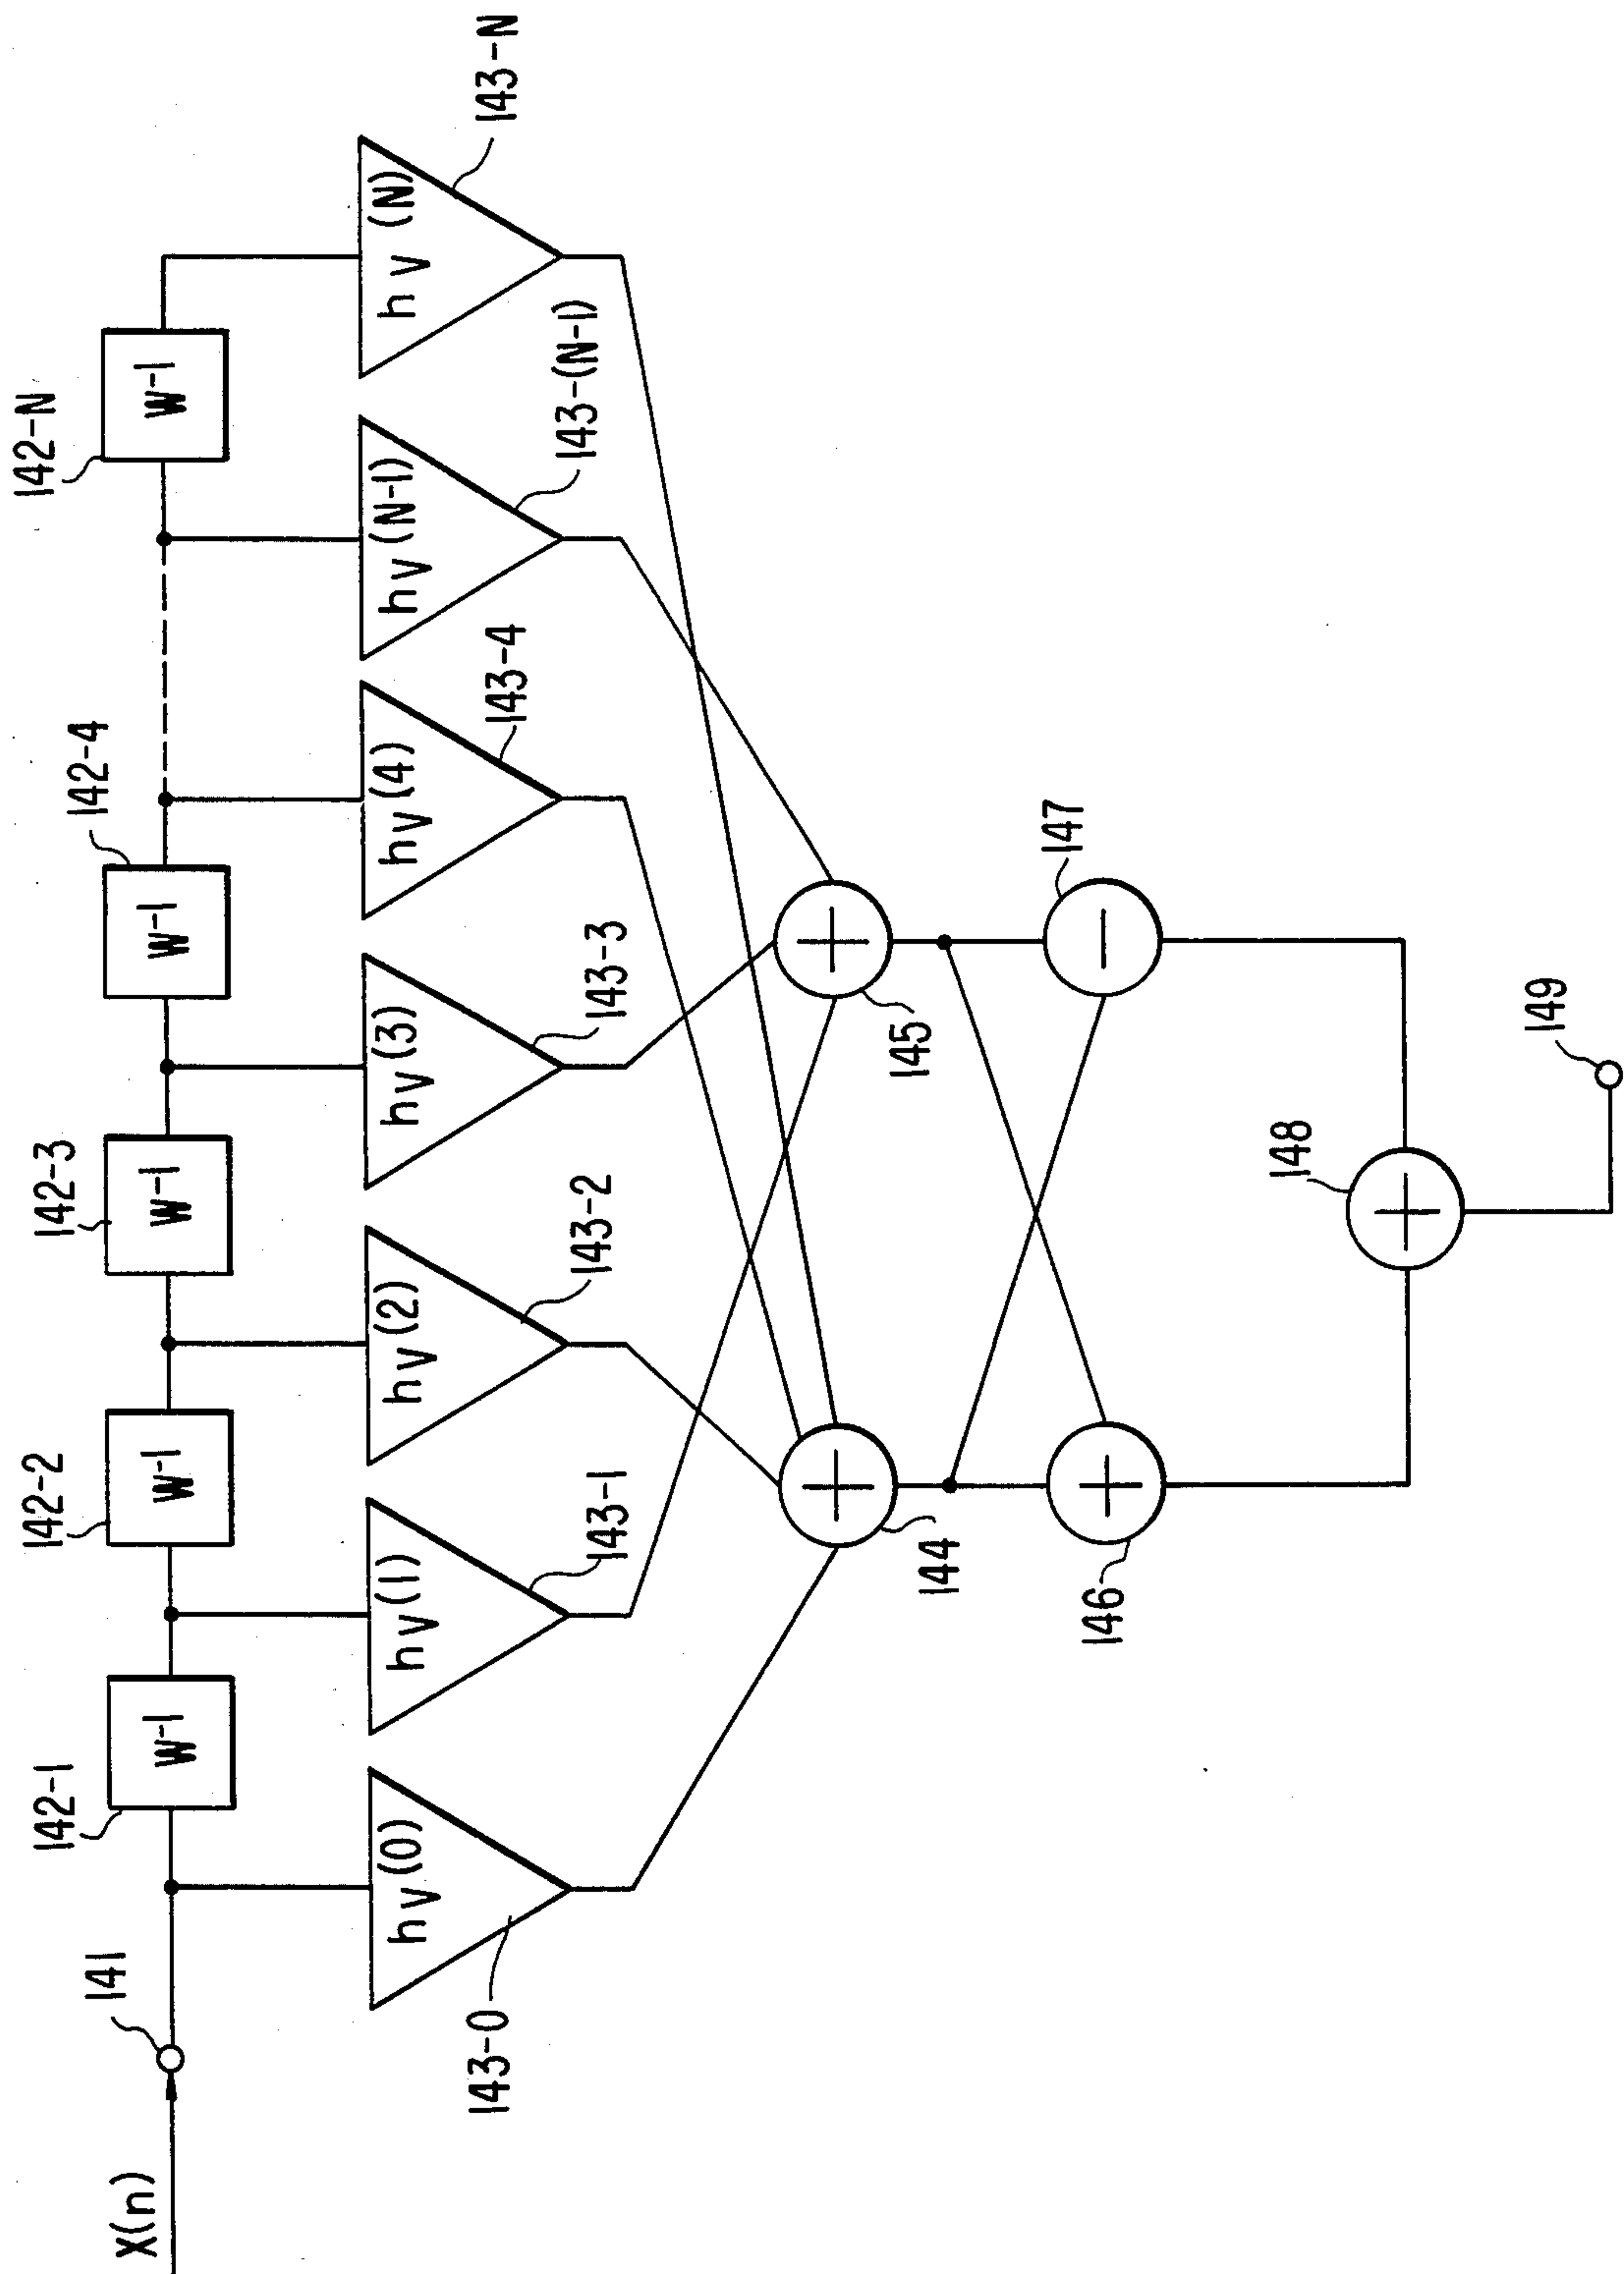 X(n)
141
142-1
142-2
142-3
142-4
142-N
W-1
W-1
W-1
W-1
W-1
hv(0)
hv(1)
hv(2)
hv(3)
hv(4)
hv(N-1)
hv(N)
143-0
143-1
143-2
143-3
143-4
143-(N-1)
143-N
144
145
146
147
148
149